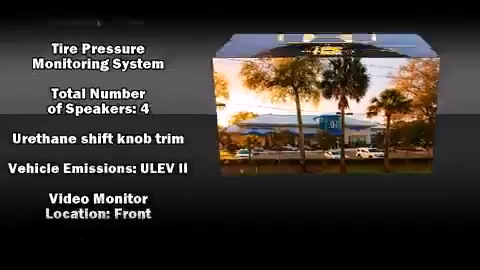 Tire Pressure
Monitoring System
Total Number
of Speakers: 4
Urethane shift knob trim
Vehicle Emissions: ULEV II
Video Monitor
Location: Front